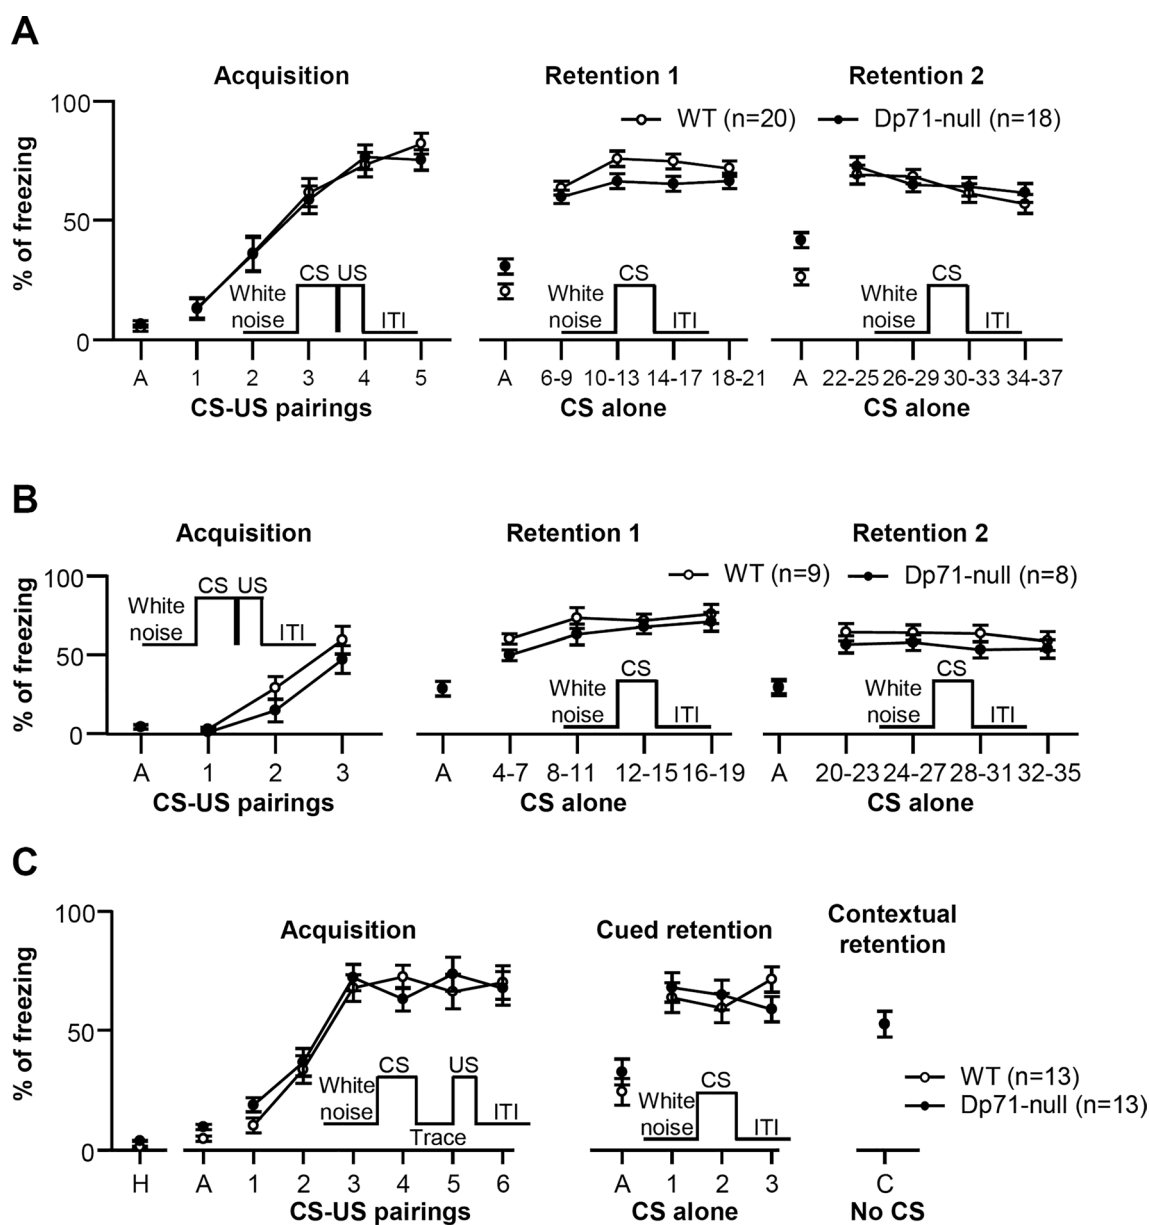 A
Acquisition
Retention 1
Retention 2
100
WT (n=20)
Dp71-null (n=18)
% of freezing
50
CS US
White
noise
ITI
CS
White
noise
ITI
CS
White
noise
ITI
0
A 1 2 3 4 5
A 6-9 10-13 14-17 18-21
A 22-25 26-29 30-33 34-37
CS-US pairings
CS alone
CS alone
B
Acquisition
Retention 1
Retention 2
100
WT (n=9)
Dp71-null (n=8)
% of freezing
CS US
White
noise
ITI
50
CS
White
noise
ITI
CS
White
noise
ITI
0
A 1 2 3
A 4-7 8-11 12-15 16-19
A 20-23 24-27 28-31 32-35
CS-US pairings
CS alone
CS alone
C
Acquisition
Cued retention
Contextual
retention
100
% of freezing
50
CS
US
White
noise
ITI
Trace
CS
White
noise
ITI
WT (n=13)
Dp71-null (n=13)
0
H A 1 2 3 4 5 6
A 1 2 3
C
CS-US pairings
CS alone
No CS